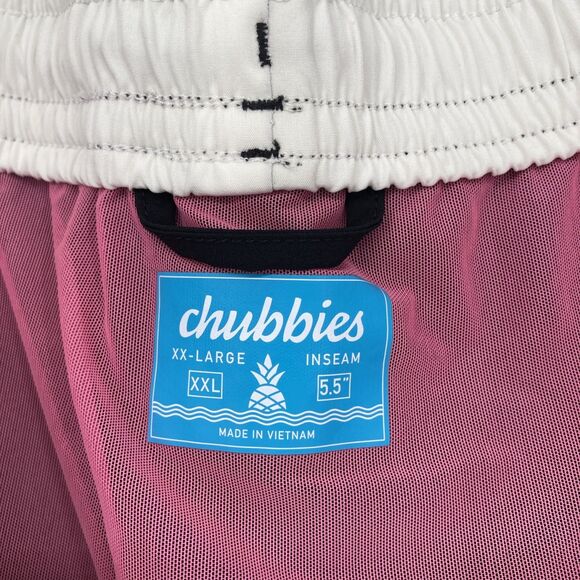 chubbies
XX-LARGE INSEAM
XXL 5.5"
MADE IN VIETNAM